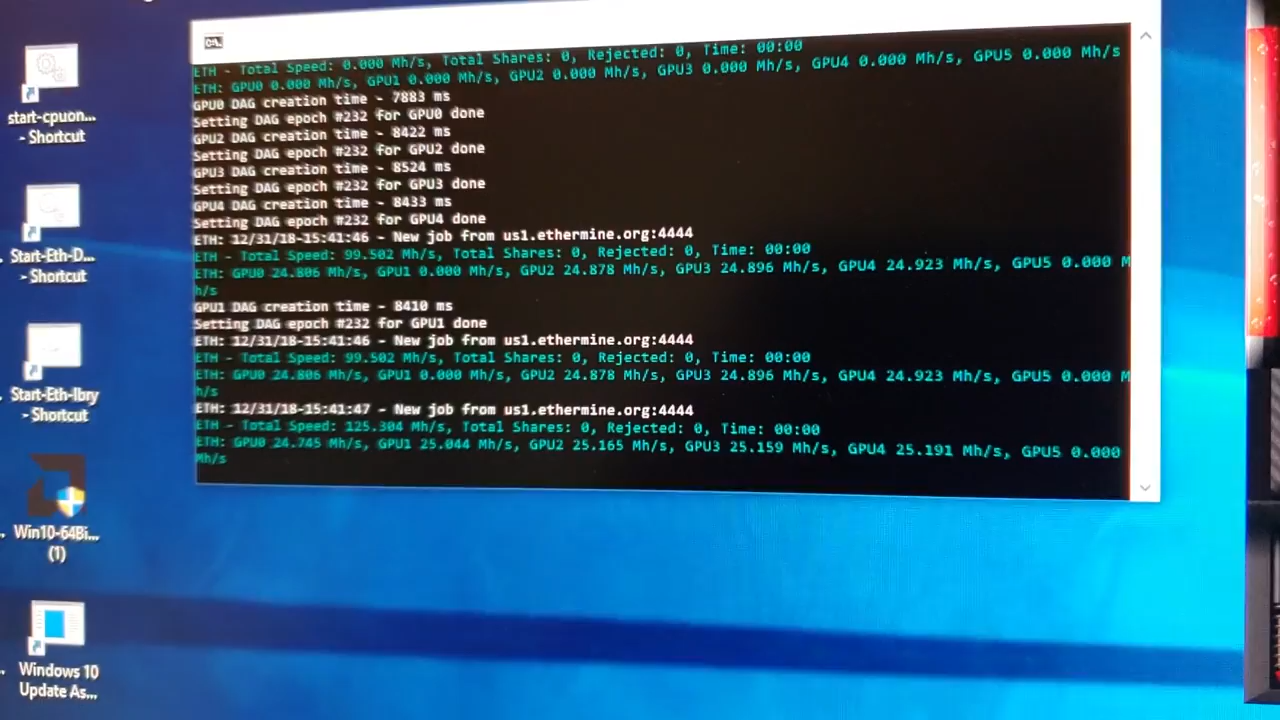 start-cpuon...
- Shortcut
Start-Eth-D...
- Shortcut
Start-Eth-lbry
- Shortcut
Win10-64Bi...
(1)
Windows 10
Update As...
C:\.
ETH - Total Speed: 0.000 Mh/s, Total Shares: 0, Rejected: 0, Time: 00:00
ETH: GPU0 0.000 Mh/s, GPU1 0.000 Mh/s, GPU2 0.000 Mh/s, GPU3 0.000 Mh/s, GPU4 0.000 Mh/s, GPU5 0.000 Mh/s
GPU0 DAG creation time - 7883 ms
Setting DAG epoch #232 for GPU0 done
GPU2 DAG creation time - 8422 ms
Setting DAG epoch #232 for GPU2 done
GPU3 DAG creation time - 8524 ms
Setting DAG epoch #232 for GPU3 done
GPU4 DAG creation time - 8433 ms
Setting DAG epoch #232 for GPU4 done
ETH: 12/31/18-15:41:46 - New job from us1.ethermine.org:4444
ETH - Total Speed: 99.502 Mh/s, Total Shares: 0, Rejected: 0, Time: 00:00
ETH: GPU0 24.806 Mh/s, GPU1 0.000 Mh/s, GPU2 24.878 Mh/s, GPU3 24.896 Mh/s, GPU4 24.923 Mh/s, GPU5 0.000 M
h/s
GPU1 DAG creation time - 8410 ms
Setting DAG epoch #232 for GPU1 done
ETH: 12/31/18-15:41:46 - New job from us1.ethermine.org:4444
ETH - Total Speed: 99.502 Mh/s, Total Shares: 0, Rejected: 0, Time: 00:00
ETH: GPU0 24.806 Mh/s, GPU1 0.000 Mh/s, GPU2 24.878 Mh/s, GPU3 24.896 Mh/s, GPU4 24.923 Mh/s, GPU5 0.000 M
h/s
ETH: 12/31/18-15:41:47 - New job from us1.ethermine.org:4444
ETH - Total Speed: 125.304 Mh/s, Total Shares: 0, Rejected: 0, Time: 00:00
ETH: GPU0 24.745 Mh/s, GPU1 25.044 Mh/s, GPU2 25.165 Mh/s, GPU3 25.159 Mh/s, GPU4 25.191 Mh/s, GPU5 0.000
Mh/s